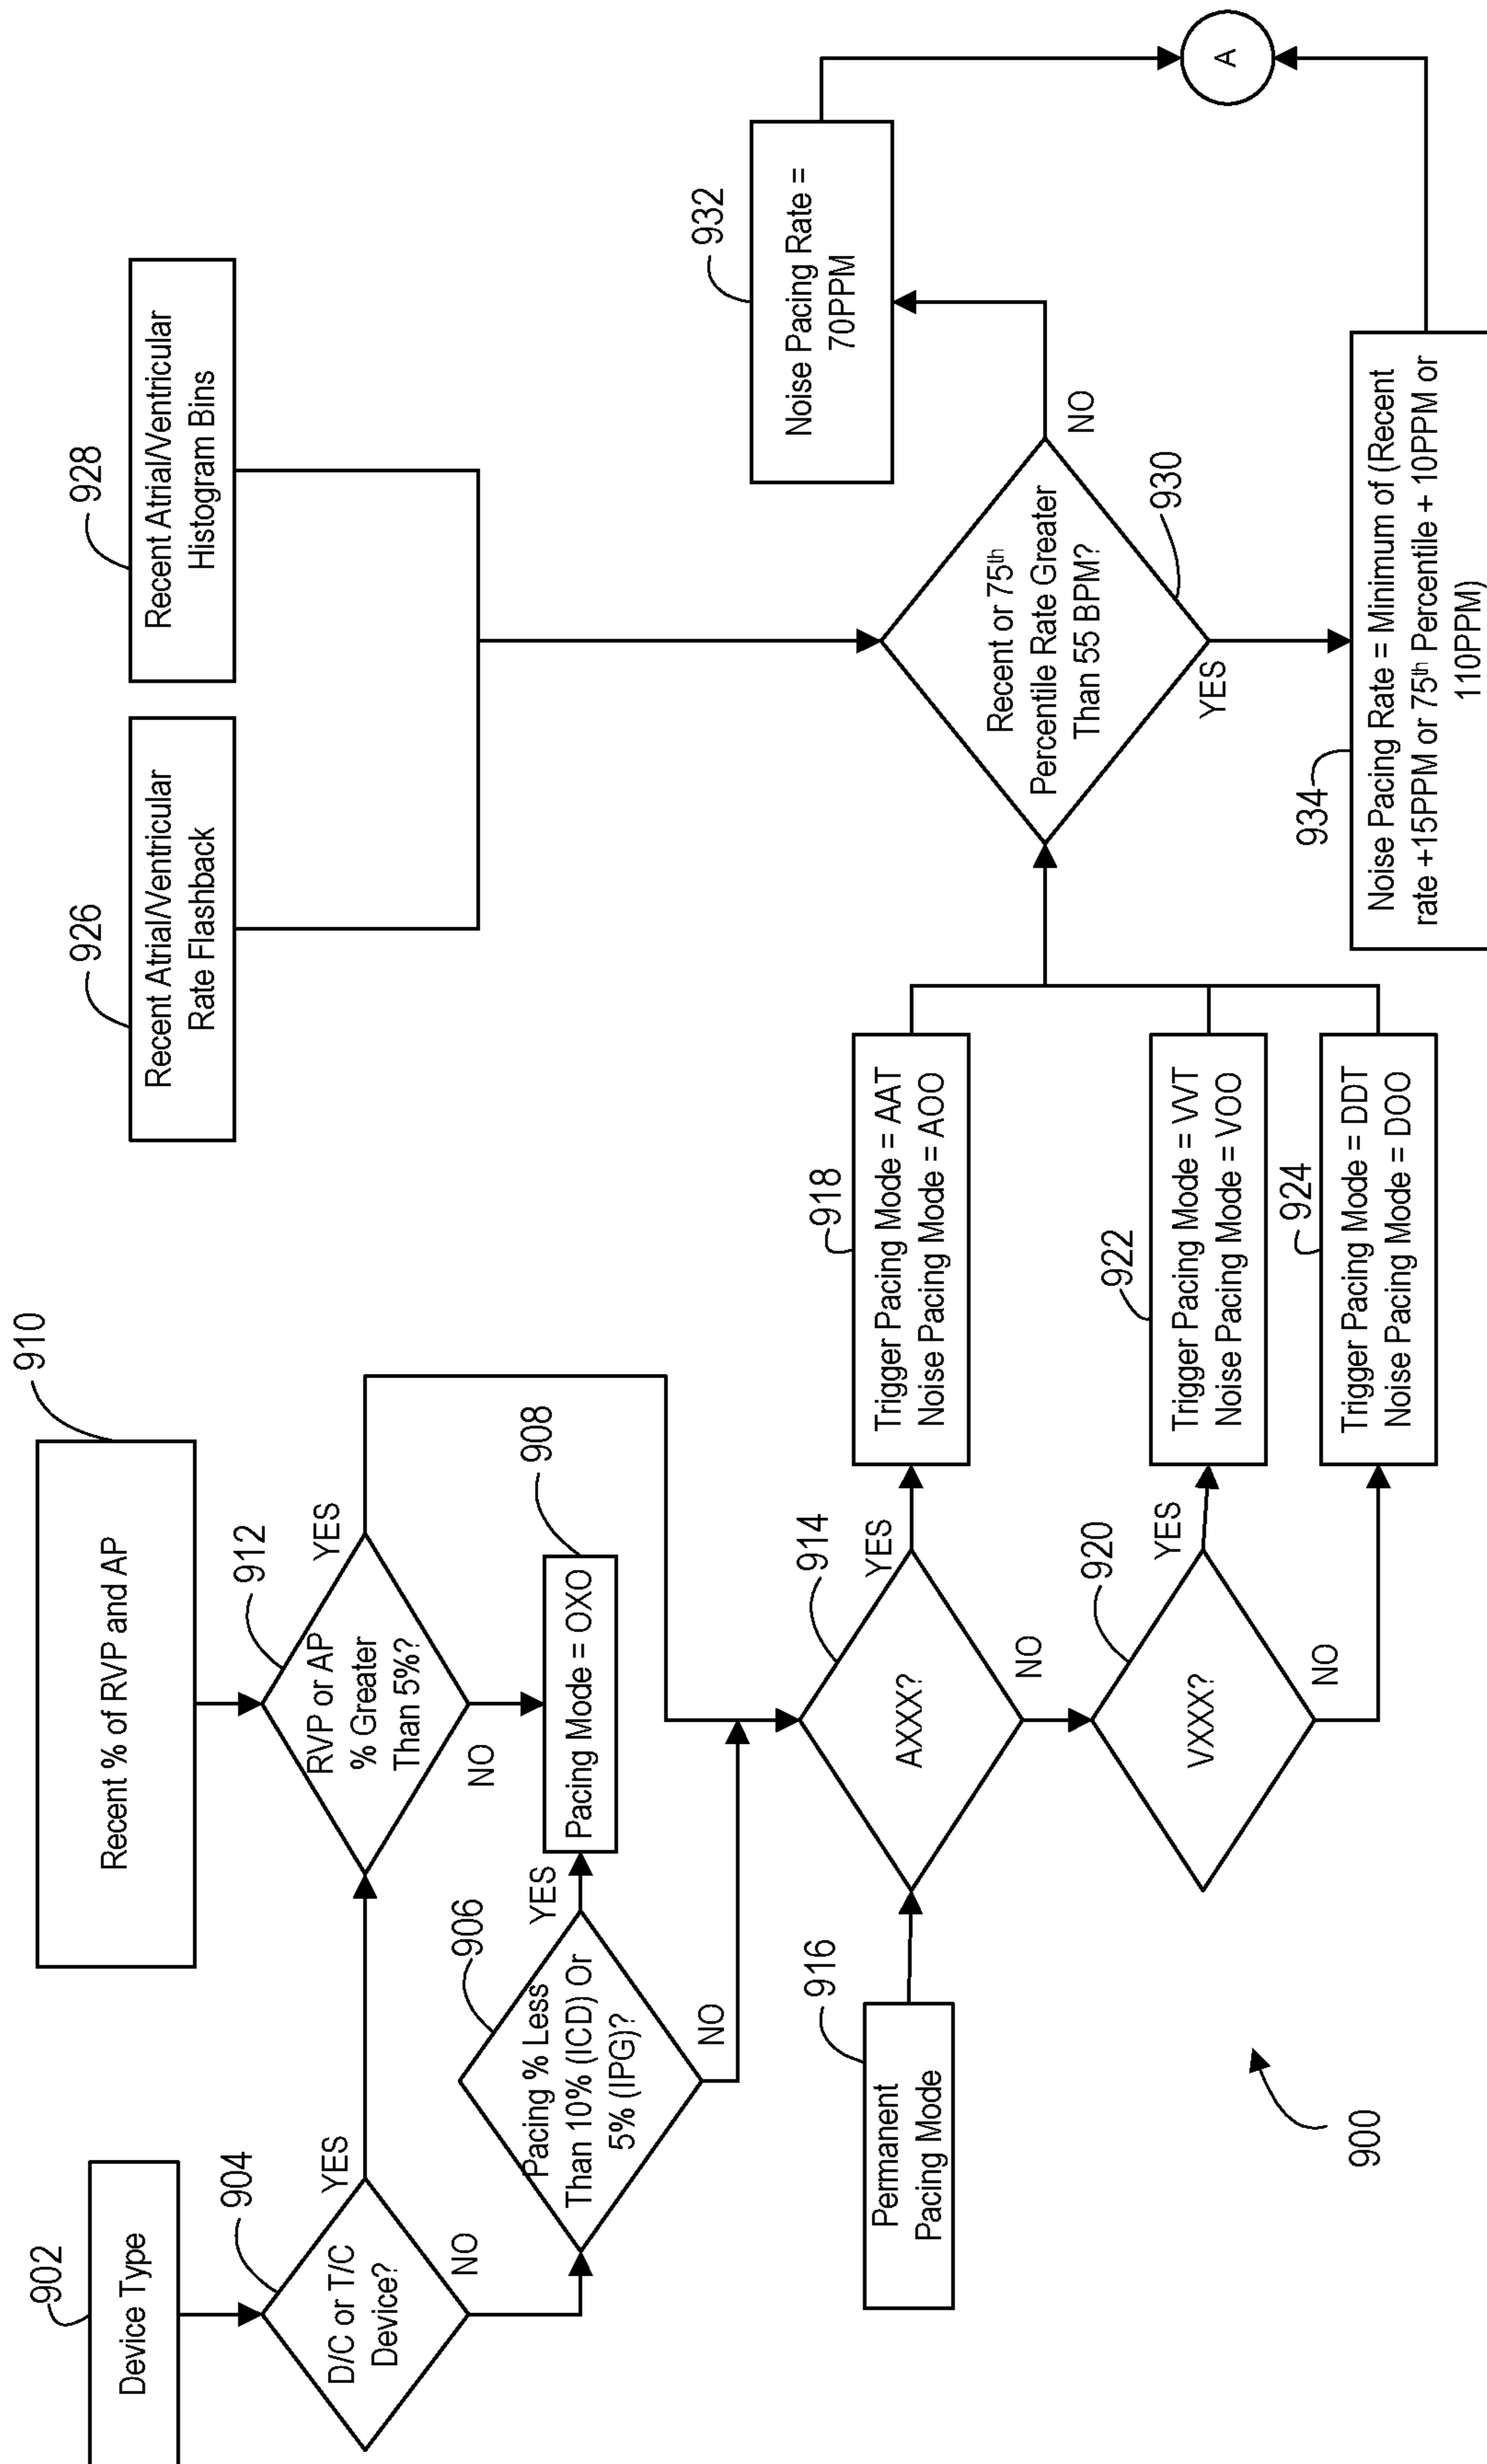 902
Device Type
904
D/C or T/C
Device?
YES
NO
910
Recent % of RVP and AP
912
RVP or AP
% Greater
Than 5%?
YES
NO
906
Pacing % Less
Than 10% (ICD) Or
5% (IPG)?
YES
NO
908
Pacing Mode = OXO
916
Permanent
Pacing Mode
914
AXXX?
YES
NO
918
Trigger Pacing Mode = AAT
Noise Pacing Mode = AOO
920
VXXX?
YES
NO
922
Trigger Pacing Mode = VVT
Noise Pacing Mode = VOO
924
Trigger Pacing Mode = DDT
Noise Pacing Mode = DOO
926
Recent Atrial/Ventricular
Rate Flashback
928
Recent Atrial/Ventricular
Histogram Bins
930
Recent or 75th
Percentile Rate Greater
Than 55 BPM?
NO
YES
932
Noise Pacing Rate =
70PPM
934
Noise Pacing Rate = Minimum of (Recent
rate +15PPM or 75th Percentile + 10PPM or
110PPM)
A
900